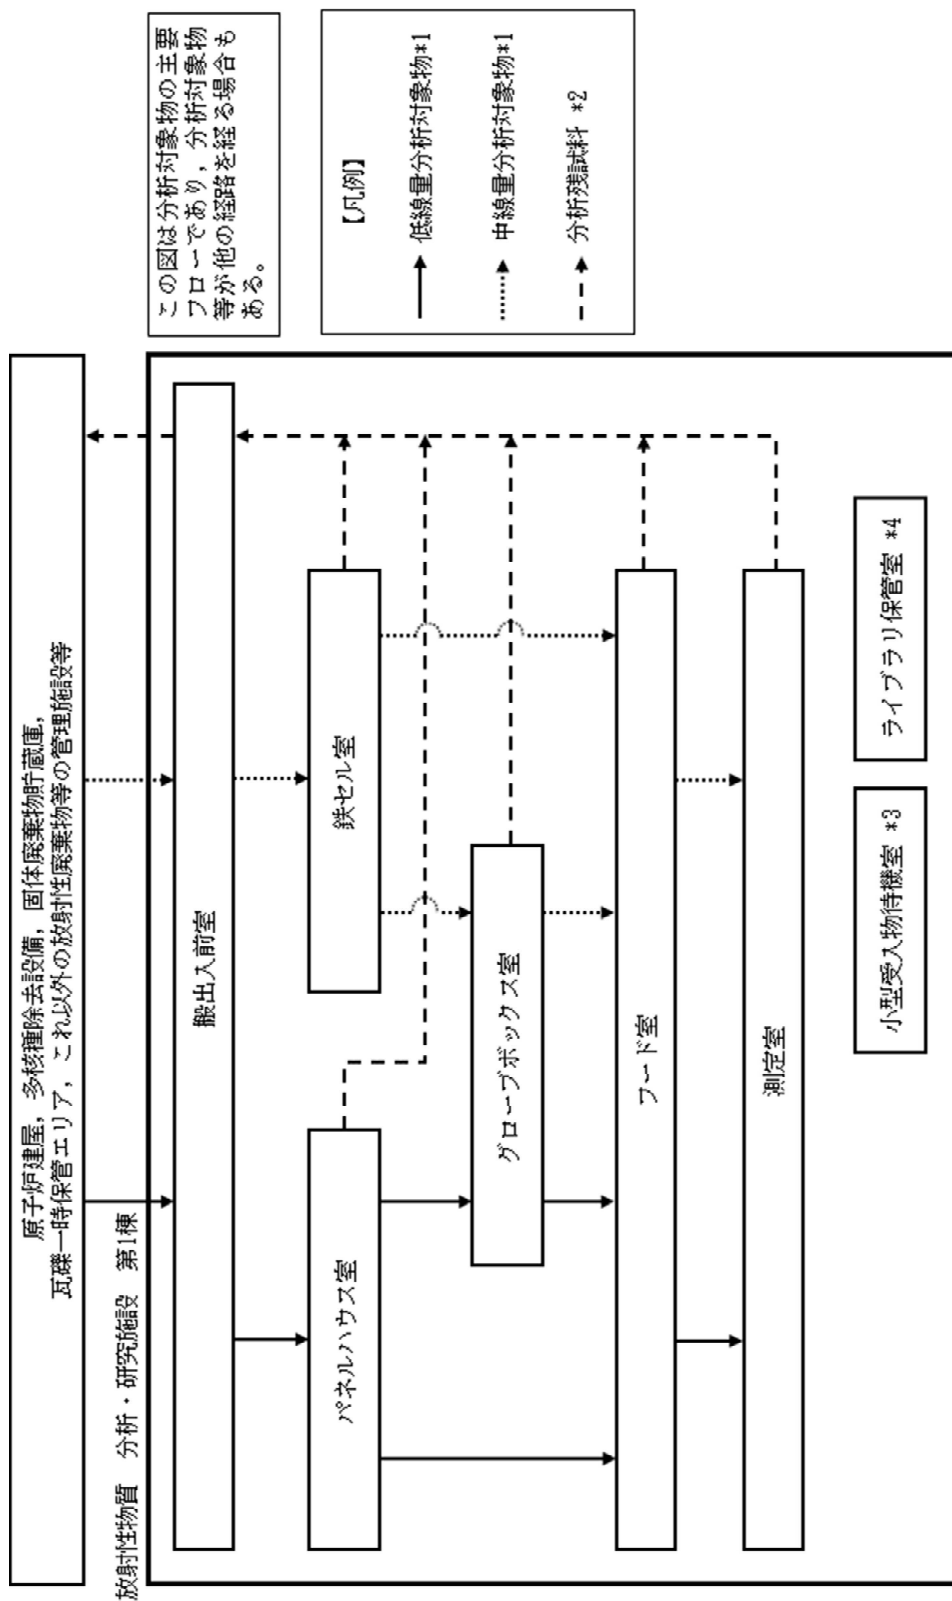 原子炉建屋，多核種除去設備，固体廃棄物貯蔵庫，
瓦礫一時保管エリア，これ以外の放射性廃棄物等の管理施設等
放射性物質　分析・研究施設　第1棟
搬出入前室
パネルハウス室
鉄セル室
グローブボックス室
フード室
測定室
小型受入物待機室 *3
ライブラリ保管室 *4
この図は分析対象物の主要
フローであり，分析対象物
等が他の経路を経る場合も
ある。
【凡例】
低線量分析対象物*1
中線量分析対象物*1
分析残試料 *2